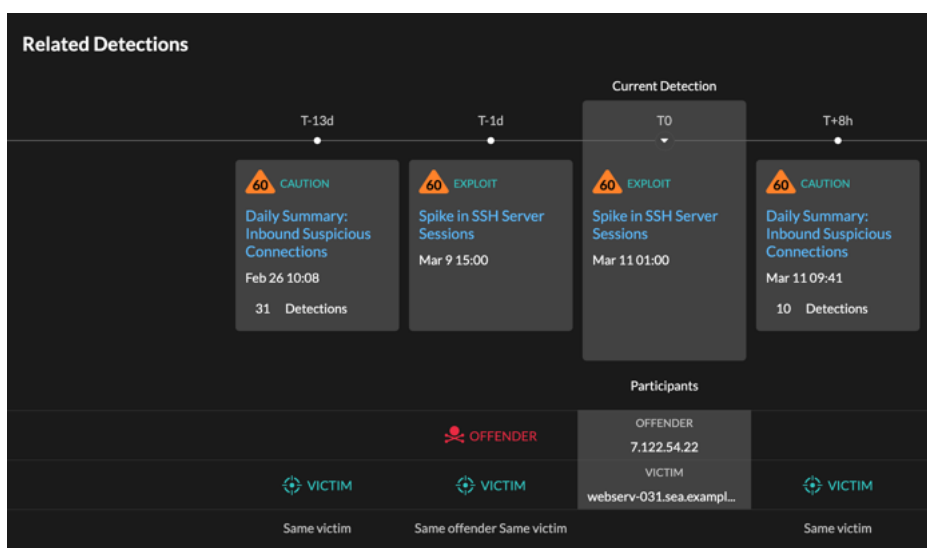 Related Detections
Current Detection
T-13d
T-1d
T0
T+8h
60 CAUTION
Daily Summary:
Inbound Suspicious
Connections
Feb 26 10:08
31 Detections
60 EXPLOIT
Spike in SSH Server
Sessions
Mar 9 15:00
60 EXPLOIT
Spike in SSH Server
Sessions
Mar 11 01:00
60 CAUTION
Daily Summary:
Inbound Suspicious
Connections
Mar 11 09:41
10 Detections
Participants
OFFENDER
OFFENDER
7.122.54.22
VICTIM
VICTIM
VICTIM
webserv-031.sea.exampl...
VICTIM
Same victim
Same offender Same victim
Same victim